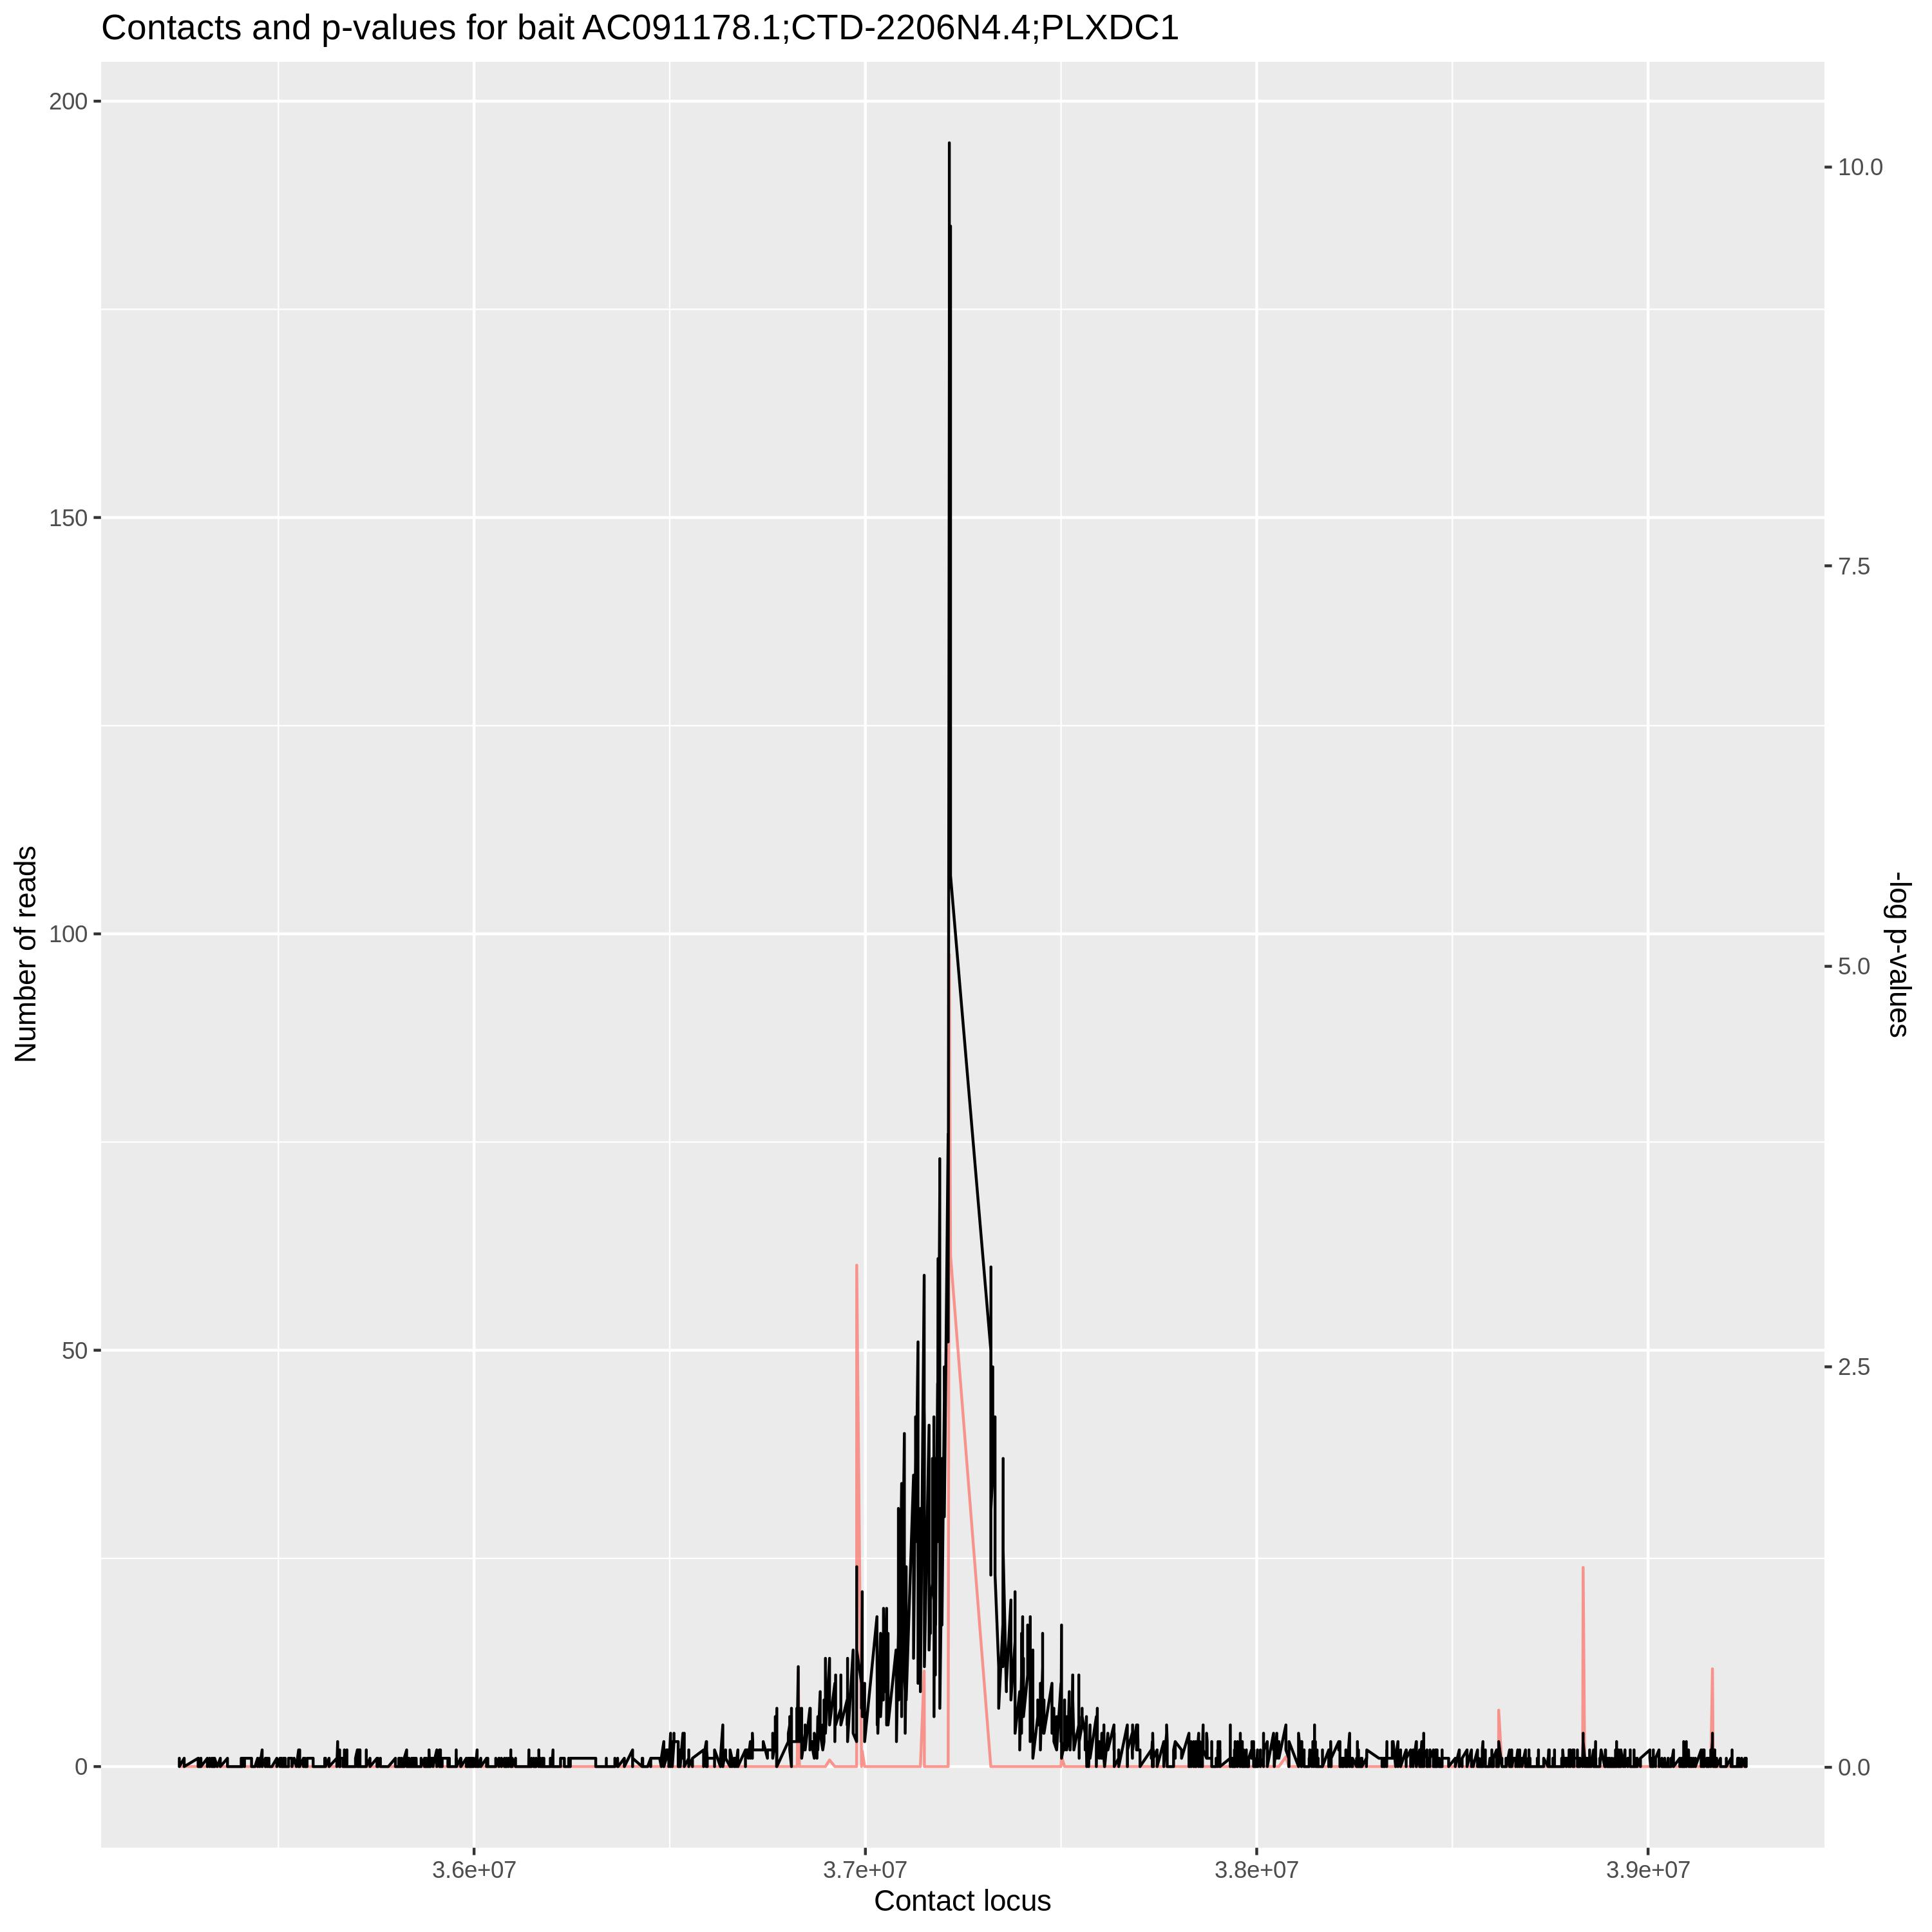 Contacts and p-values for bait AC091178.1;CTD-2206N4.4;PLXDC1
200
150
100
50
0
Number of reads
10.0
7.5
5.0
2.5
0.0
-log p-values
3.6e+07
3.7e+07
3.8e+07
3.9e+07
Contact locus